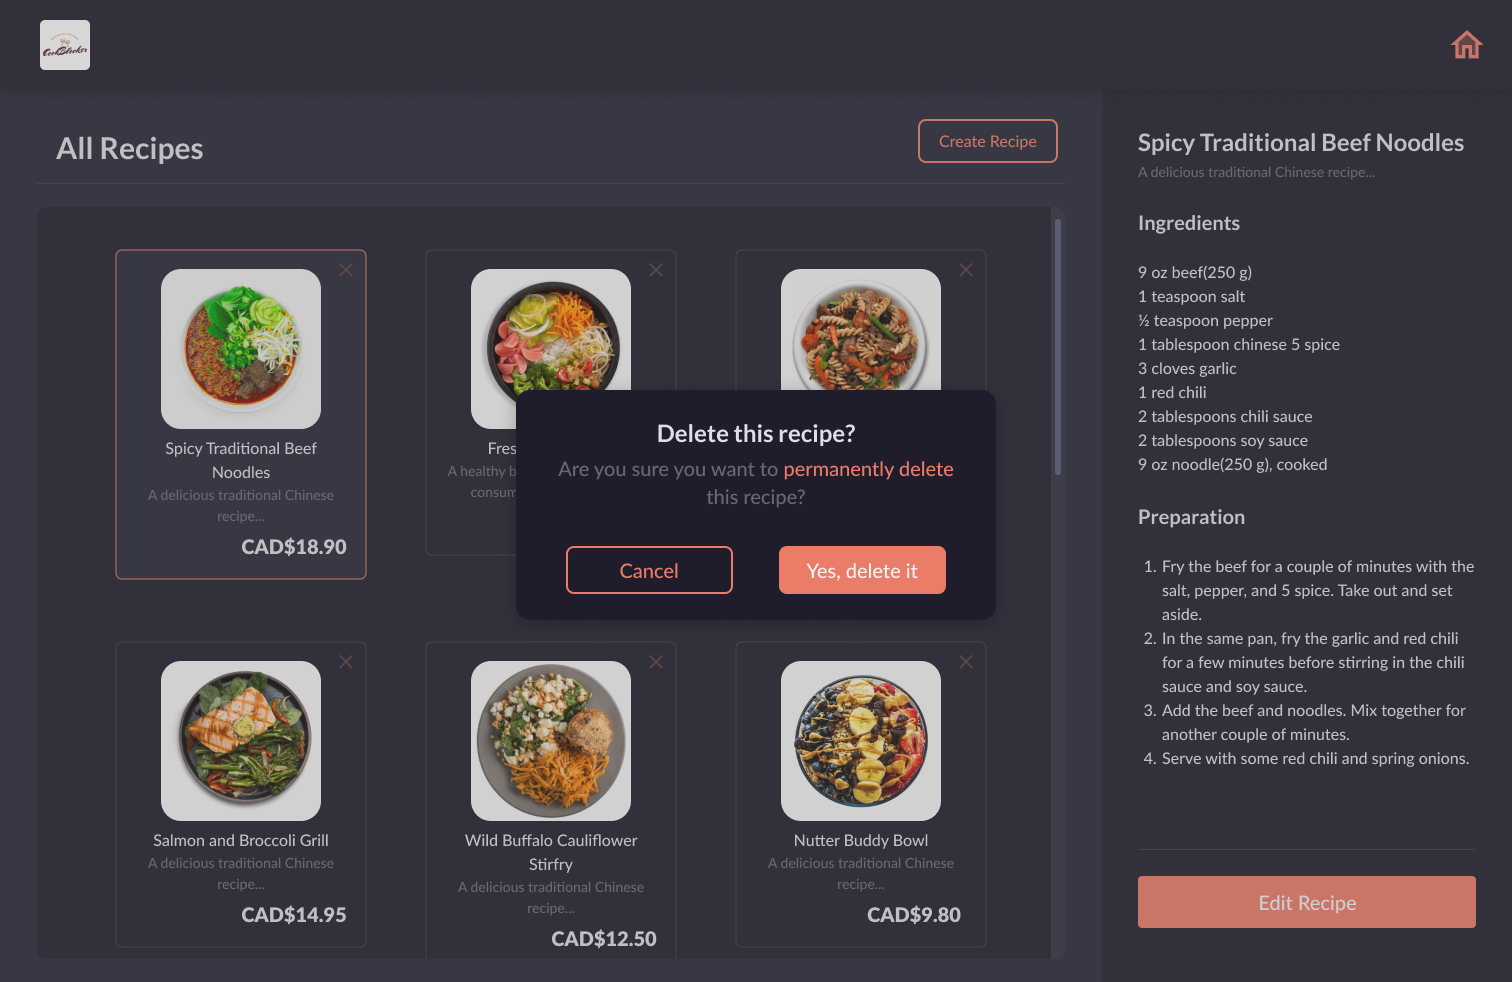 CookBooker
All Recipes
Create Recipe
Spicy Traditional Beef
Noodles
A delicious traditional Chinese
recipe...
CAD$18.90
Fres
A healthy b
consum
Delete this recipe?
Are you sure you want to permanently delete
this recipe?
Cancel
Yes, delete it
Salmon and Broccoli Grill
A delicious traditional Chinese
recipe...
CAD$14.95
Wild Buffalo Cauliflower
Stirfry
A delicious traditional Chinese
recipe...
CAD$12.50
Nutter Buddy Bowl
A delicious traditional Chinese
recipe...
CAD$9.80
Spicy Traditional Beef Noodles
A delicious traditional Chinese recipe...
Ingredients
9 oz beef(250 g)
1 teaspoon salt
½ teaspoon pepper
1 tablespoon chinese 5 spice
3 cloves garlic
1 red chili
2 tablespoons chili sauce
2 tablespoons soy sauce
9 oz noodle(250 g), cooked
Preparation
1. Fry the beef for a couple of minutes with the
salt, pepper, and 5 spice. Take out and set
aside.
2. In the same pan, fry the garlic and red chili
for a few minutes before stirring in the chili
sauce and soy sauce.
3. Add the beef and noodles. Mix together for
another couple of minutes.
4. Serve with some red chili and spring onions.
Edit Recipe